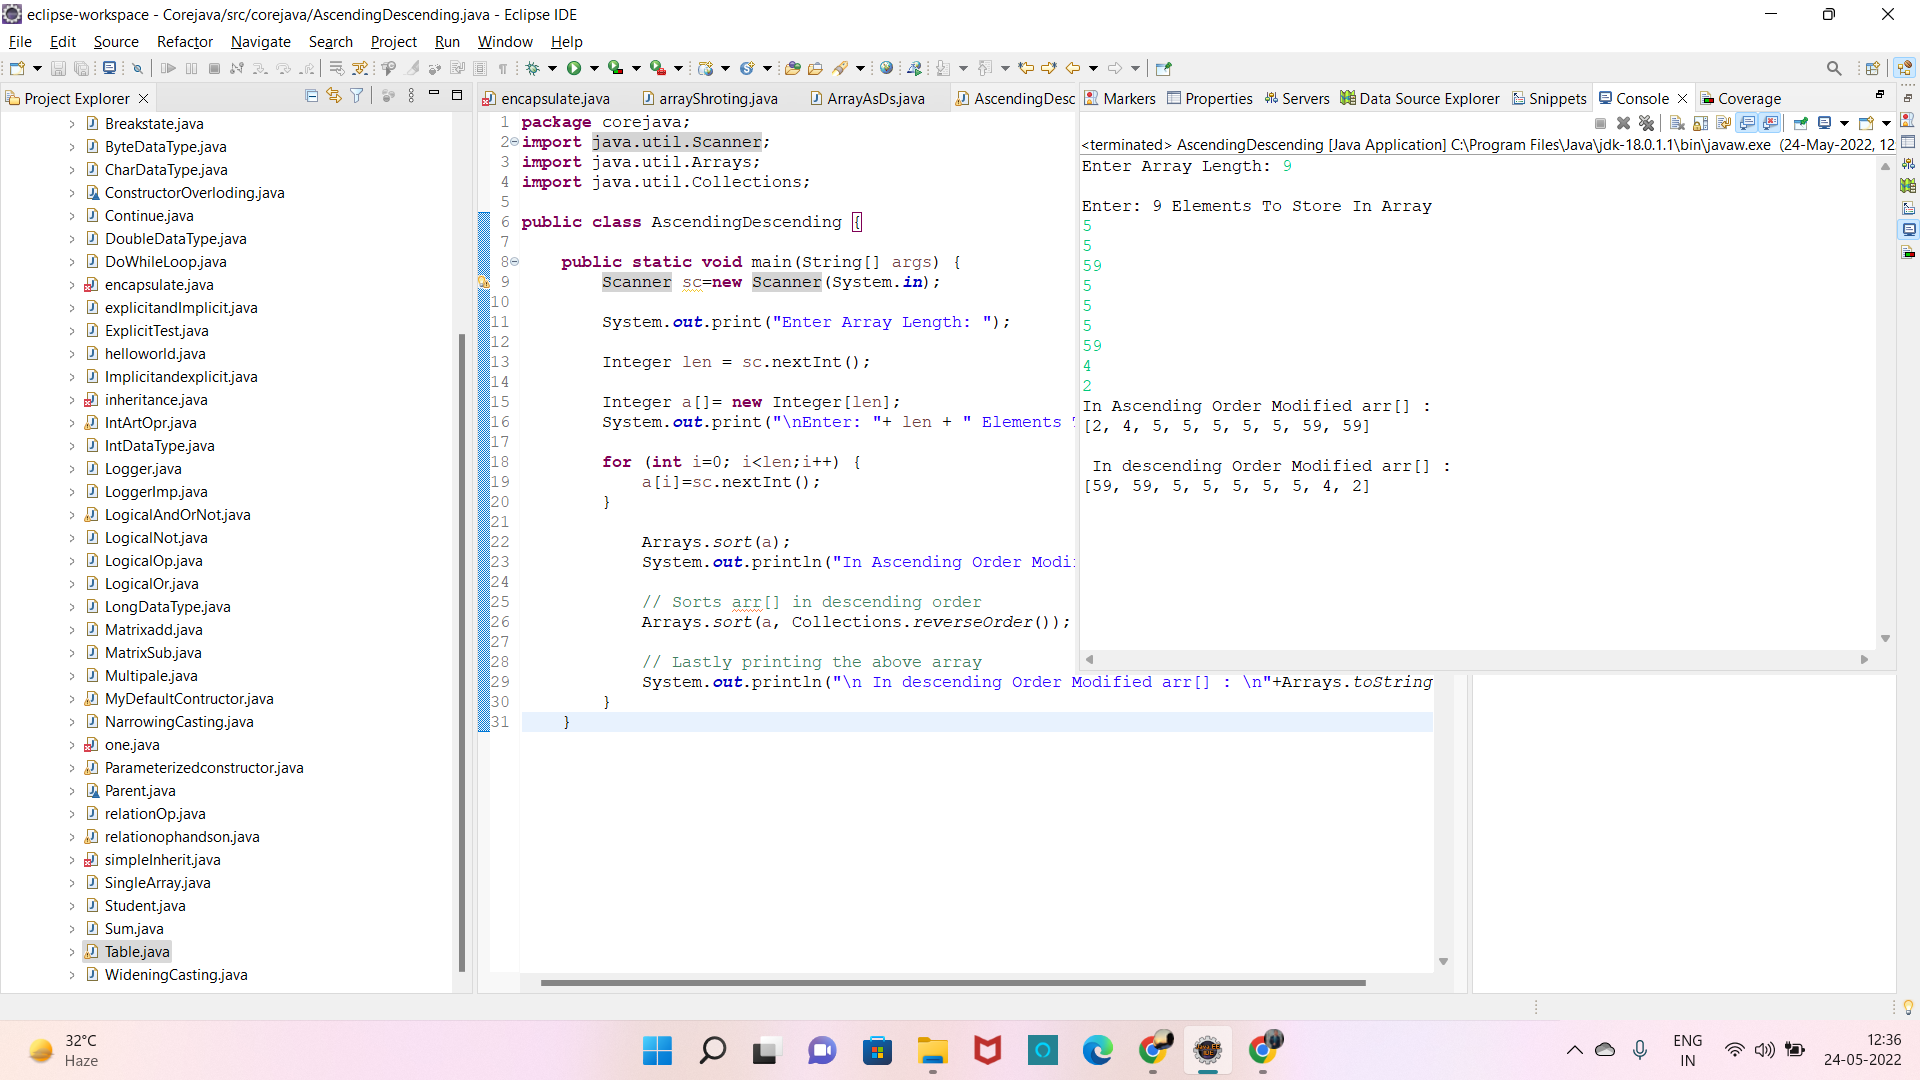 eclipse-workspace - Corejava/src/corejava/AscendingDescending.java - Eclipse IDE
File Edit Source Refactor Navigate Search Project Run Window Help
Project Explorer
Breakstate.java
ByteDataType.java
CharDataType.java
ConstructorOverloding.java
Continue.java
DoubleDataType.java
DoWhileLoop.java
encapsulate.java
explicitandImplicit.java
ExplicitTest.java
helloworld.java
Implicitandexplicit.java
inheritance.java
IntArtOpr.java
IntDataType.java
Logger.java
LoggerImp.java
LogicalAndOrNot.java
LogicalNot.java
LogicalOp.java
LogicalOr.java
LongDataType.java
Matrixadd.java
MatrixSub.java
Multipale.java
MyDefaultContructor.java
NarrowingCasting.java
one.java
Parameterizedconstructor.java
Parent.java
relationOp.java
relationophandson.java
simpleInherit.java
SingleArray.java
Student.java
Sum.java
Table.java
WideningCasting.java
encapsulate.java arrayShroting.java ArrayAsDs.java AscendingDesc
1 package corejava;
2 import java.util.Scanner;
3 import java.util.Arrays;
4 import java.util.Collections;
5
6 public class AscendingDescending {
7
8 public static void main(String[] args) {
9 Scanner sc=new Scanner(System.in);
10
11 System.out.print("Enter Array Length: ");
12
13 Integer len = sc.nextInt();
14
15 Integer a[]= new Integer[len];
16 System.out.print("\nEnter: "+ len + " Elements
17
18 for (int i=0; i<len;i++) {
19 a[i]=sc.nextInt();
20 }
21
22 Arrays.sort(a);
23 System.out.println("In Ascending Order Modi
24
25 // Sorts arr[] in descending order
26 Arrays.sort(a, Collections.reverseOrder());
27
28 // Lastly printing the above array
29 System.out.println("\n In descending Order Modified arr[] : \n"+Arrays.toString
30 }
31 }
Markers Properties Servers Data Source Explorer Snippets Console Coverage
<terminated> AscendingDescending [Java Application] C:\Program Files\Java\jdk-18.0.1.1\bin\javaw.exe (24-May-2022, 12
Enter Array Length: 9
Enter: 9 Elements To Store In Array
5
5
59
5
5
5
59
4
2
In Ascending Order Modified arr[] :
[2, 4, 5, 5, 5, 5, 5, 59, 59]
In descending Order Modified arr[] :
[59, 59, 5, 5, 5, 5, 5, 4, 2]
32°C
Haze
ENG
IN
12:36
24-05-2022